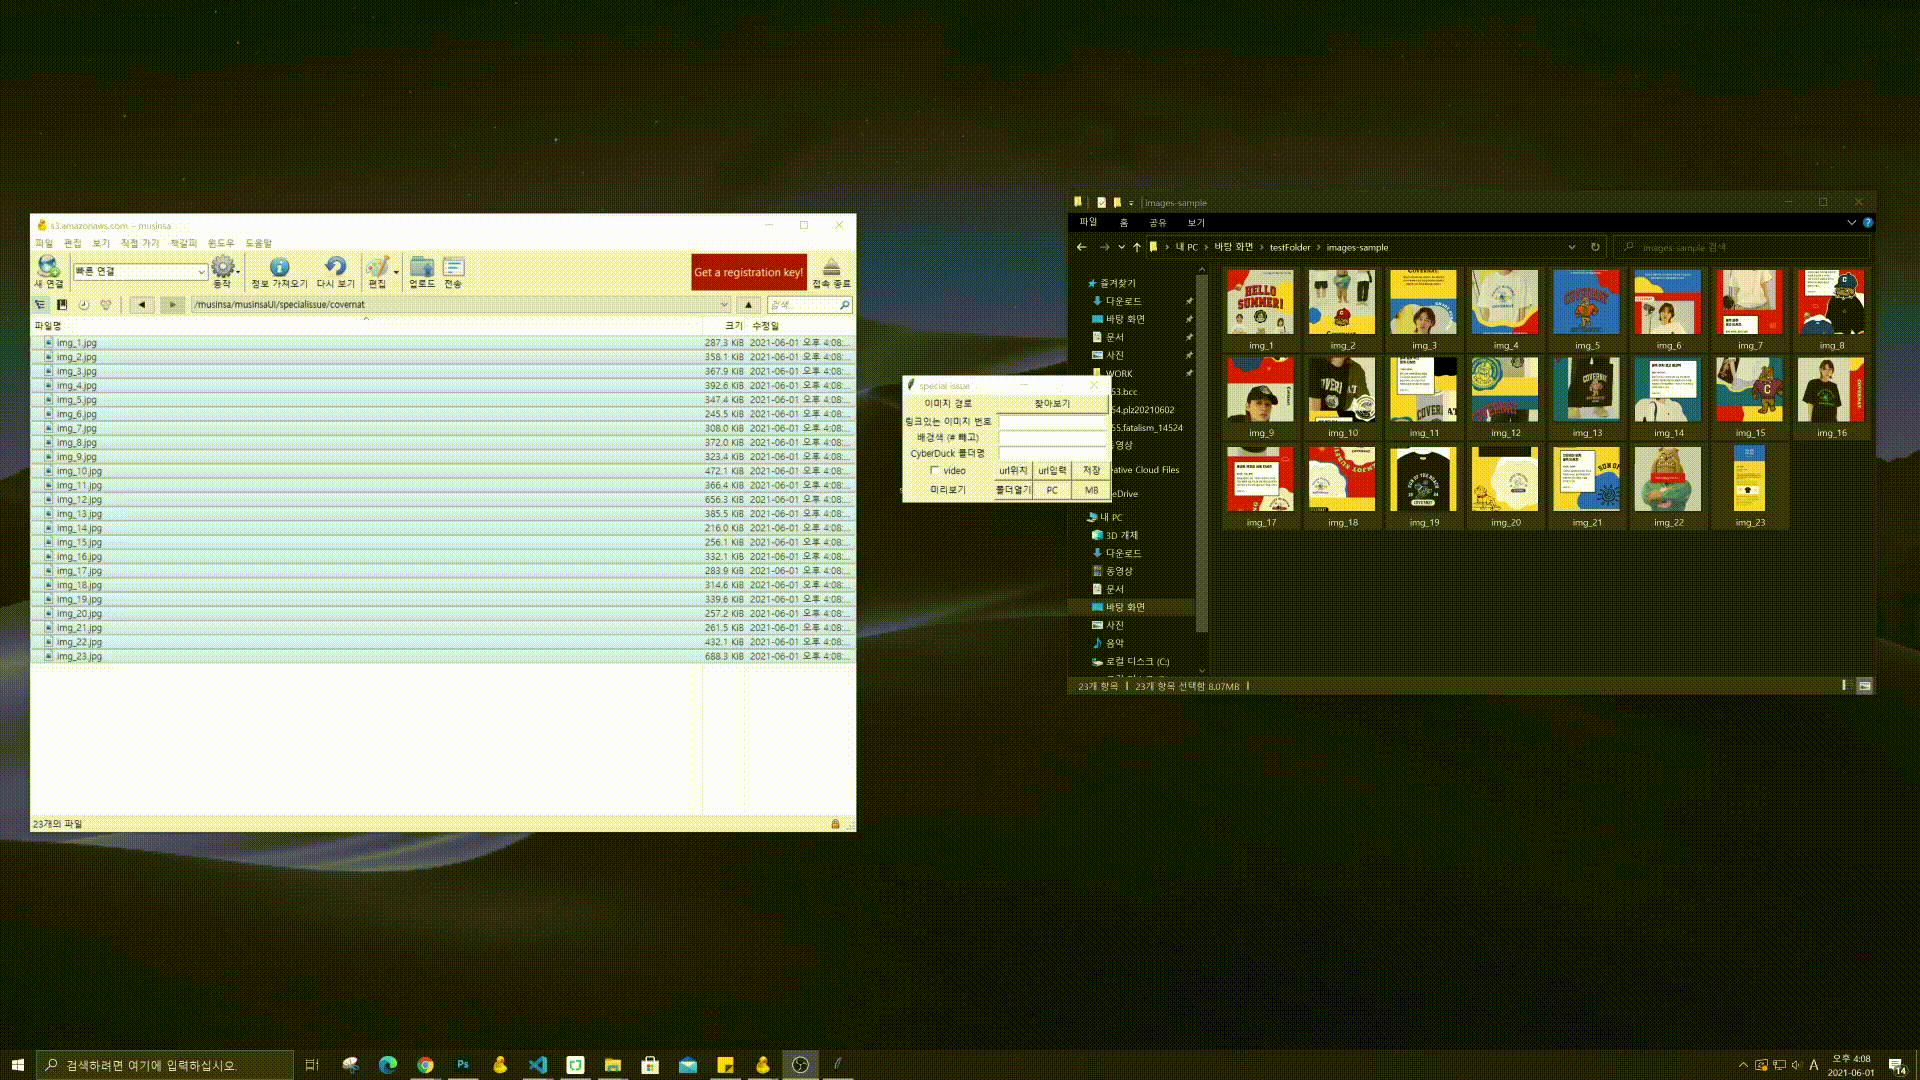 s3.amazonaws.com – musinsa
파일 편집 보기 직접 가기 책갈피 윈도우 도움말
새 연결
빠른 연결
동작
정보 가져오기
다시 보기
편집
업로드
전송
Get a registration key!
접속 종료
/musinsa/musinsaUI/specialissue/covernat
검색...
파일명 크기 수정일
img_1.jpg 287.3 KiB 2021-06-01 오후 4:08:...
img_2.jpg 358.1 KiB 2021-06-01 오후 4:08:...
img_3.jpg 367.9 KiB 2021-06-01 오후 4:08:...
img_4.jpg 392.6 KiB 2021-06-01 오후 4:08:...
img_5.jpg 347.4 KiB 2021-06-01 오후 4:08:...
img_6.jpg 245.5 KiB 2021-06-01 오후 4:08:...
img_7.jpg 308.0 KiB 2021-06-01 오후 4:08:...
img_8.jpg 372.0 KiB 2021-06-01 오후 4:08:...
img_9.jpg 323.4 KiB 2021-06-01 오후 4:08:...
img_10.jpg 472.1 KiB 2021-06-01 오후 4:08:...
img_11.jpg 366.4 KiB 2021-06-01 오후 4:08:...
img_12.jpg 656.3 KiB 2021-06-01 오후 4:08:...
img_13.jpg 385.5 KiB 2021-06-01 오후 4:08:...
img_14.jpg 216.0 KiB 2021-06-01 오후 4:08:...
img_15.jpg 256.1 KiB 2021-06-01 오후 4:08:...
img_16.jpg 332.1 KiB 2021-06-01 오후 4:08:...
img_17.jpg 283.9 KiB 2021-06-01 오후 4:08:...
img_18.jpg 314.6 KiB 2021-06-01 오후 4:08:...
img_19.jpg 339.6 KiB 2021-06-01 오후 4:08:...
img_20.jpg 257.2 KiB 2021-06-01 오후 4:08:...
img_21.jpg 261.5 KiB 2021-06-01 오후 4:08:...
img_22.jpg 432.1 KiB 2021-06-01 오후 4:08:...
img_23.jpg 688.3 KiB 2021-06-01 오후 4:08:...
23개의 파일
special issue
이미지 경로 찾아보기
링크있는 이미지 번호
배경색 (# 빼고)
CyberDuck 폴더명
video url위치 url입력 저장
미리보기 폴더열기 PC MB
images-sample
파일 홈 공유 보기
내 PC > 바탕 화면 > testFolder > images-sample
images-sample 검색
즐겨찾기
다운로드
바탕 화면
문서
사진
WORK
53.bcc
54.plz20210602
55.fatalism_14524
영상
eative Cloud Files
eDrive
내 PC
3D 개체
다운로드
동영상
문서
바탕 화면
사진
음악
로컬 디스크 (C:)
HELLO SUMMER!
COVERNAT
img_1 img_2 img_3 img_4 img_5 img_6 img_7 img_8
img_9 img_10 img_11 img_12 img_13 img_14 img_15 img_16
img_17 img_18 img_19 img_20 img_21 img_22 img_23
23개 항목 23개 항목 선택함 8.07MB
검색하려면 여기에 입력하십시오.
Ps
A
오후 4:08
2021-06-01
14